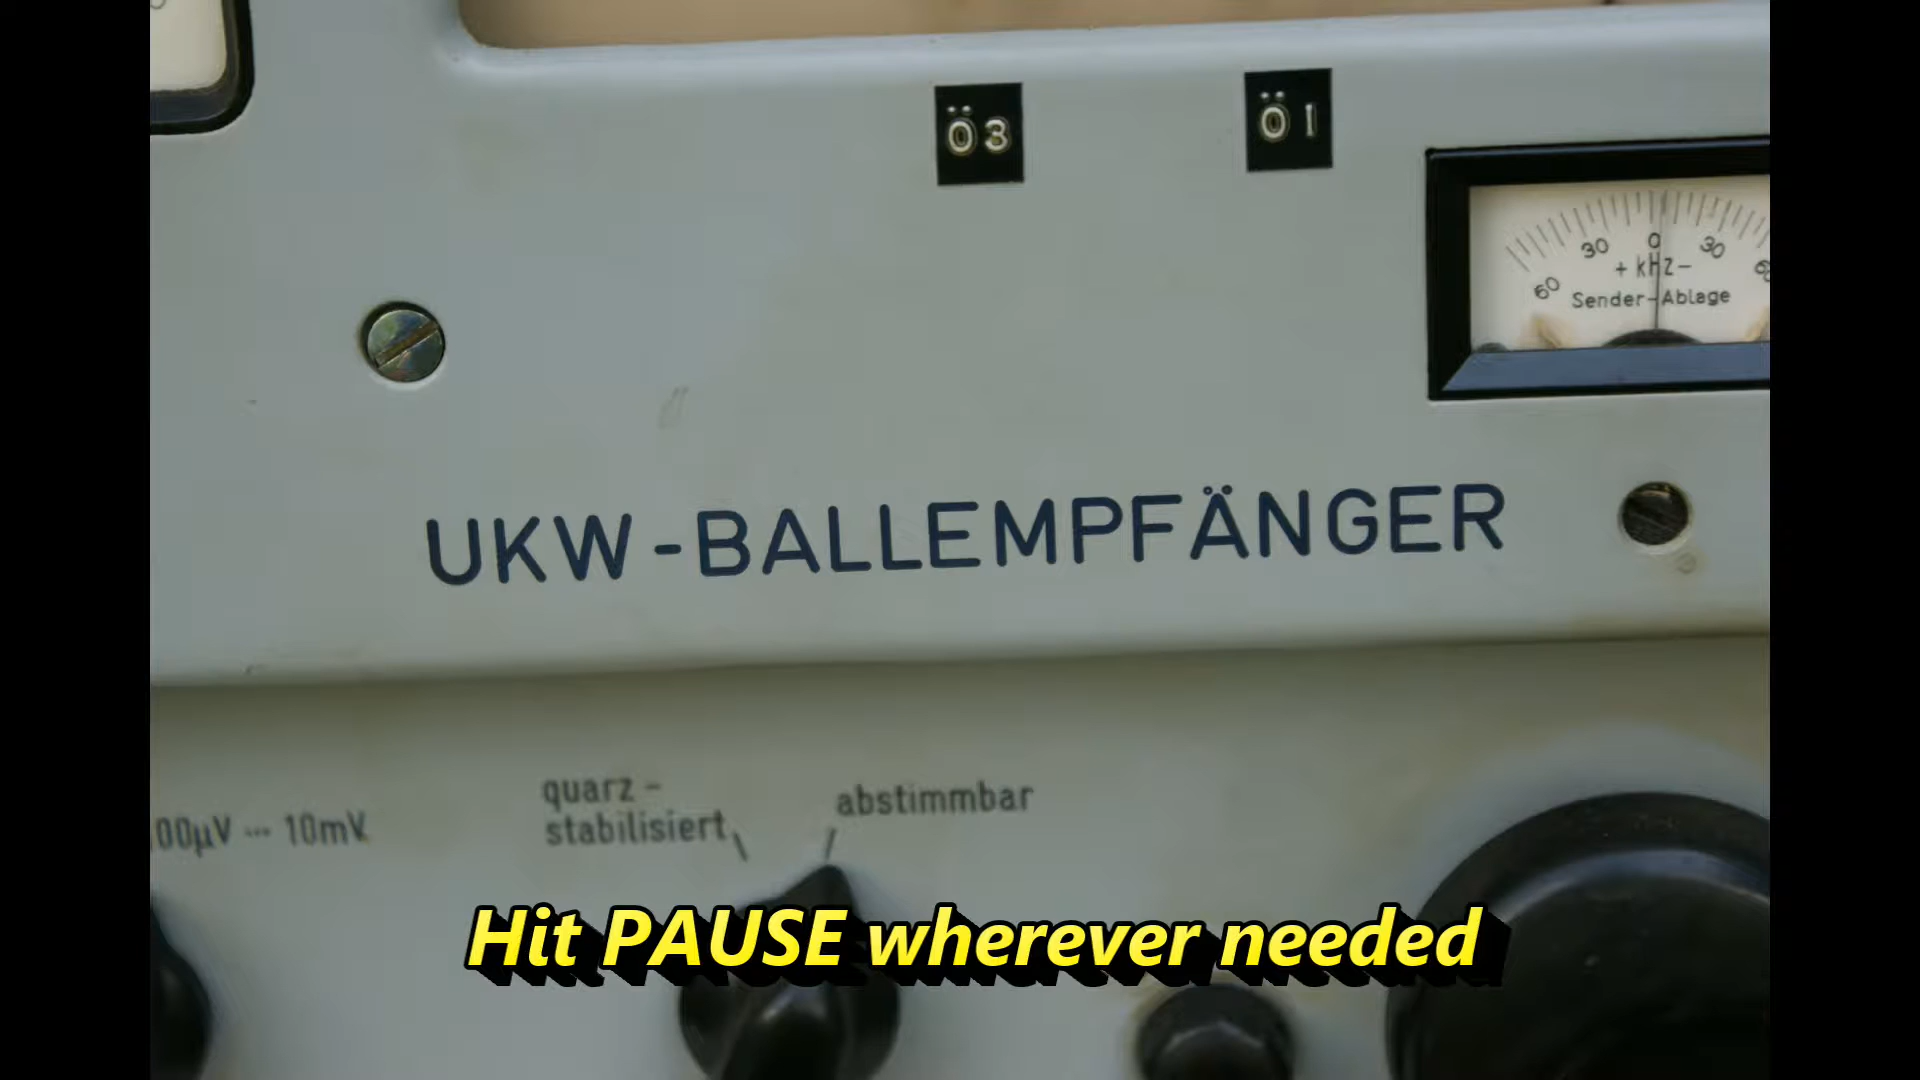 Ö3
Ö1
30 0 30
+ kHz -
60
Sender-Ablage
UKW-BALLEMPFÄNGER
quarz-
stabilisiert
abstimmbar
00µV ··· 10mV
Hit PAUSE wherever needed